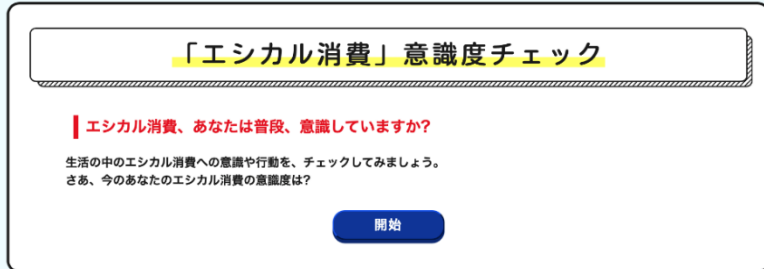 「エシカル消費」意識度チェック
エシカル消費、あなたは普段、意識していますか?
生活の中のエシカル消費への意識や行動を、チェックしてみましょう。
さあ、今のあなたのエシカル消費の意識度は?
開始